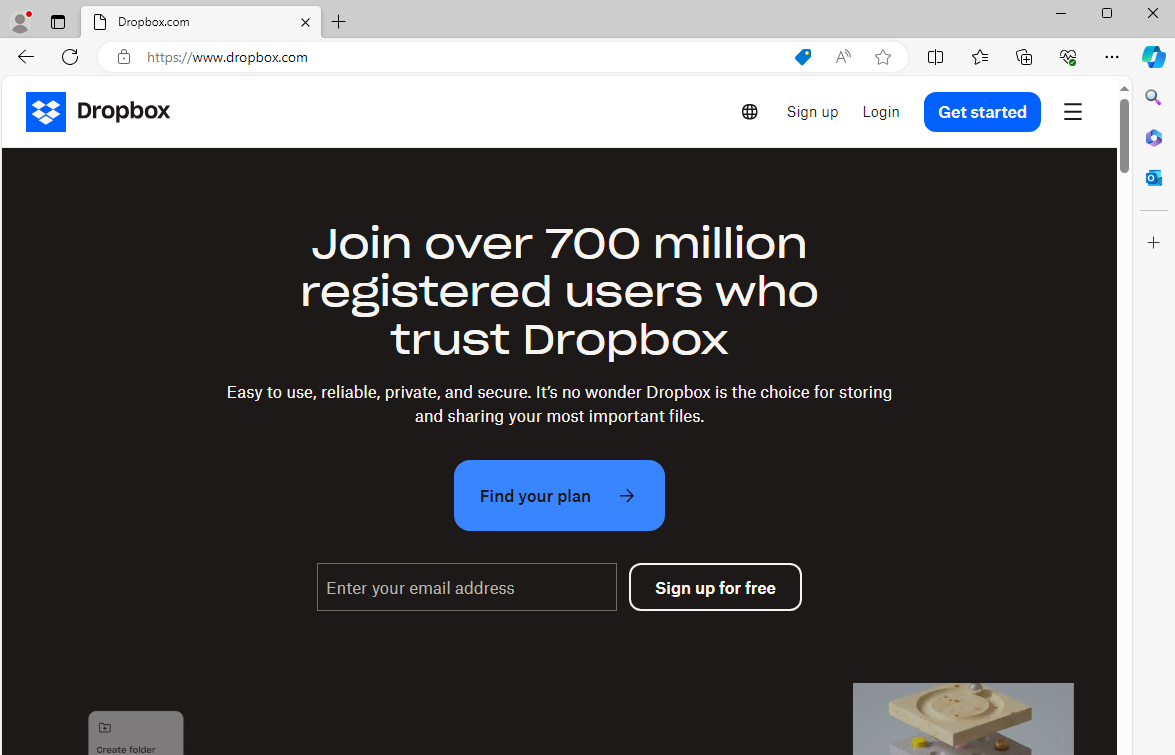 Dropbox.com
https://www.dropbox.com
Dropbox
Sign up
Login
Get started
Join over 700 million
registered users who
trust Dropbox
Easy to use, reliable, private, and secure. It’s no wonder Dropbox is the choice for storing
and sharing your most important files.
Find your plan
Enter your email address
Sign up for free
Create folder